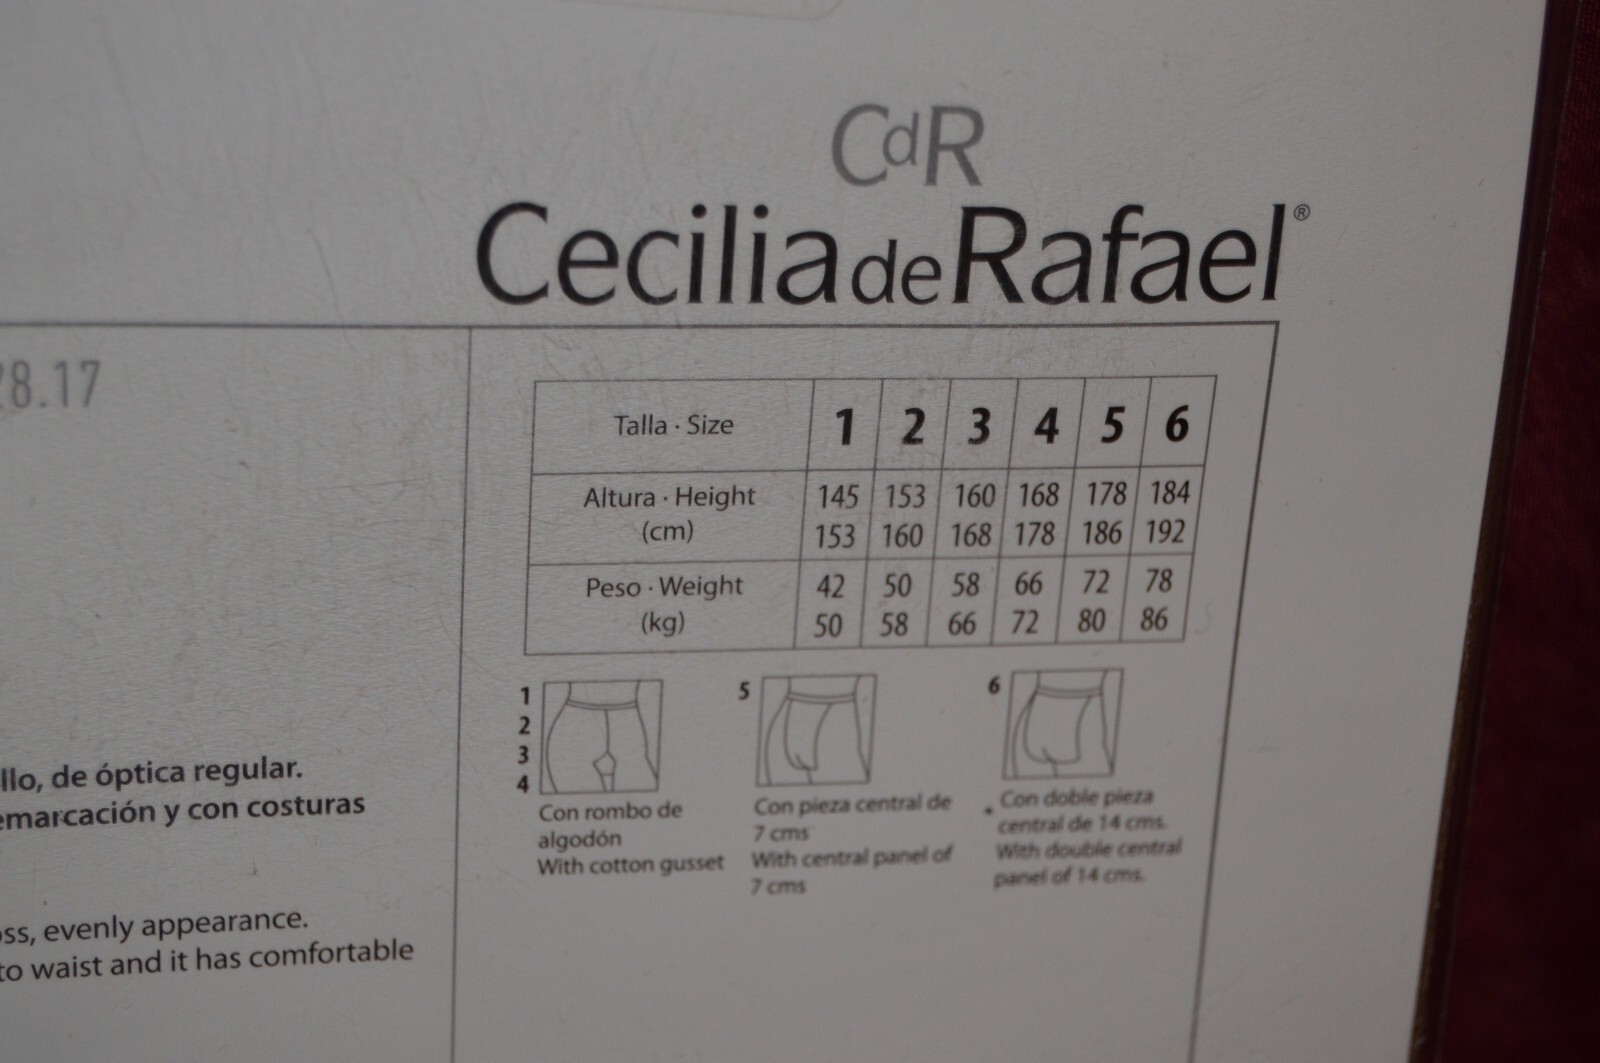 CdR
Cecilia de Rafael®
28.17
Talla · Size 1 2 3 4 5 6
Altura · Height 145 153 160 168 178 184
(cm) 153 160 168 178 186 192
Peso · Weight 42 50 58 66 72 78
(kg) 50 58 66 72 80 86
1
2
3
4
Con rombo de
algodón
With cotton gusset
5
Con pieza central de
7 cms
With central panel of
7 cms
6
Con doble pieza
central de 14 cms.
With double central
panel of 14 cms.
llo, de óptica regular.
emarcación y con costuras
oss, evenly appearance.
to waist and it has comfortable